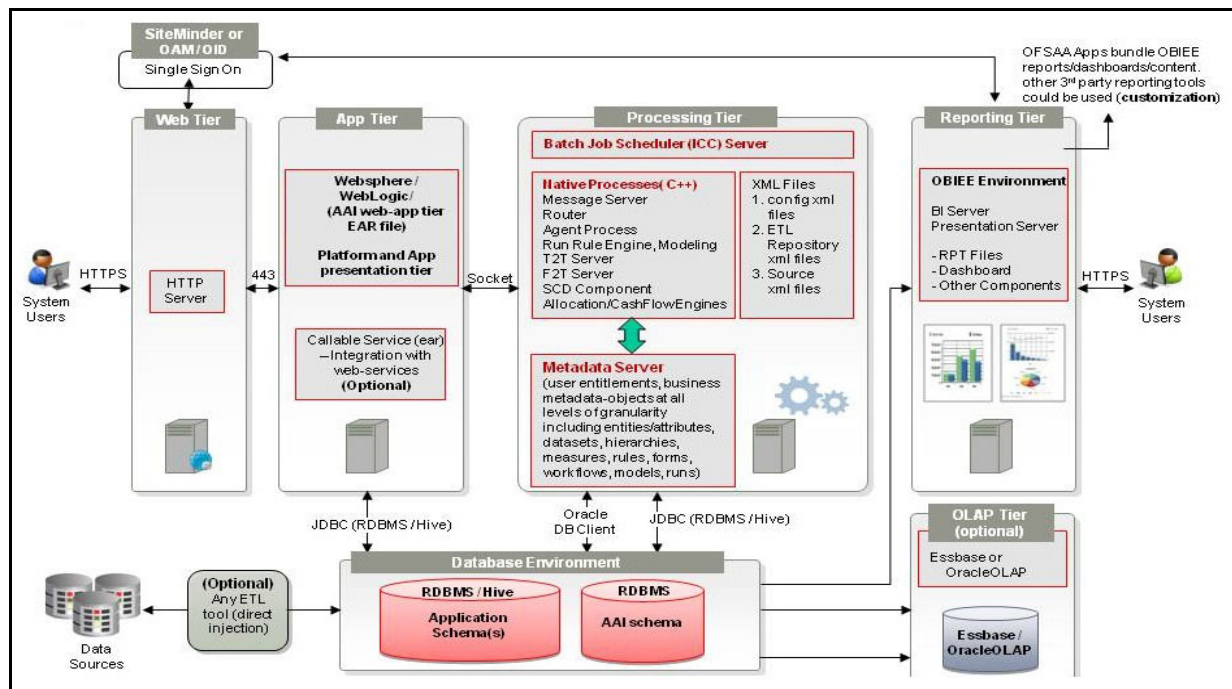 SiteMinder or
OAM/OID
Single Sign On
OFSAA Apps bundle OBIEE
reports/dashboards/content.
other 3rd party reporting tools
could be used (customization)
Web Tier
HTTP
Server
System
Users
HTTPS
443
App Tier
Websphere /
WebLogic/
(AAI web-app tier
EAR file)
Platform and App
presentation tier
Callable Service (ear)
–Integration with
web-services
(Optional)
Socket
Processing Tier
Batch Job Scheduler (ICC) Server
Native Processes( C++)
Message Server
Router
Agent Process
Run Rule Engine, Modeling
T2T Server
F2T Server
SCD Component
Allocation/CashFlowEngines
XML Files
1. config xml
files
2. ETL
Repository
xml files
3. Source
xml files
Metadata Server
(user entitlements, business
metadata-objects at all
levels of granularity
including entities/attributes,
datasets, hierarchies,
measures, rules, forms,
workflows, models, runs)
Reporting Tier
OBIEE Environment
BI Server
Presentation Server
- RPT Files
- Dashboard
- Other Components
HTTPS
System
Users
JDBC (RDBMS /Hive)
Oracle
DB Client
JDBC (RDBMS /Hive)
Data
Sources
(Optional)
Any ETL
tool (direct
injection)
Database Environment
RDBMS / Hive
Application
Schema(s)
RDBMS
AAI schema
OLAP Tier
(optional)
Essbase or
OracleOLAP
Essbase /
OracleOLAP